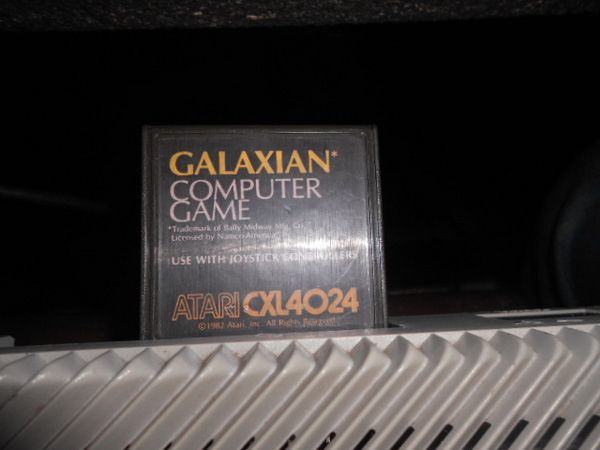 GALAXIAN*
COMPUTER
GAME
*Trademark of Bally Midway Mfg. Co.
Licensed by Namco-America
USE WITH JOYSTICK CONTROLLERS
ATARI CXL4024
©1982 Atari, Inc. All Rights Reserved